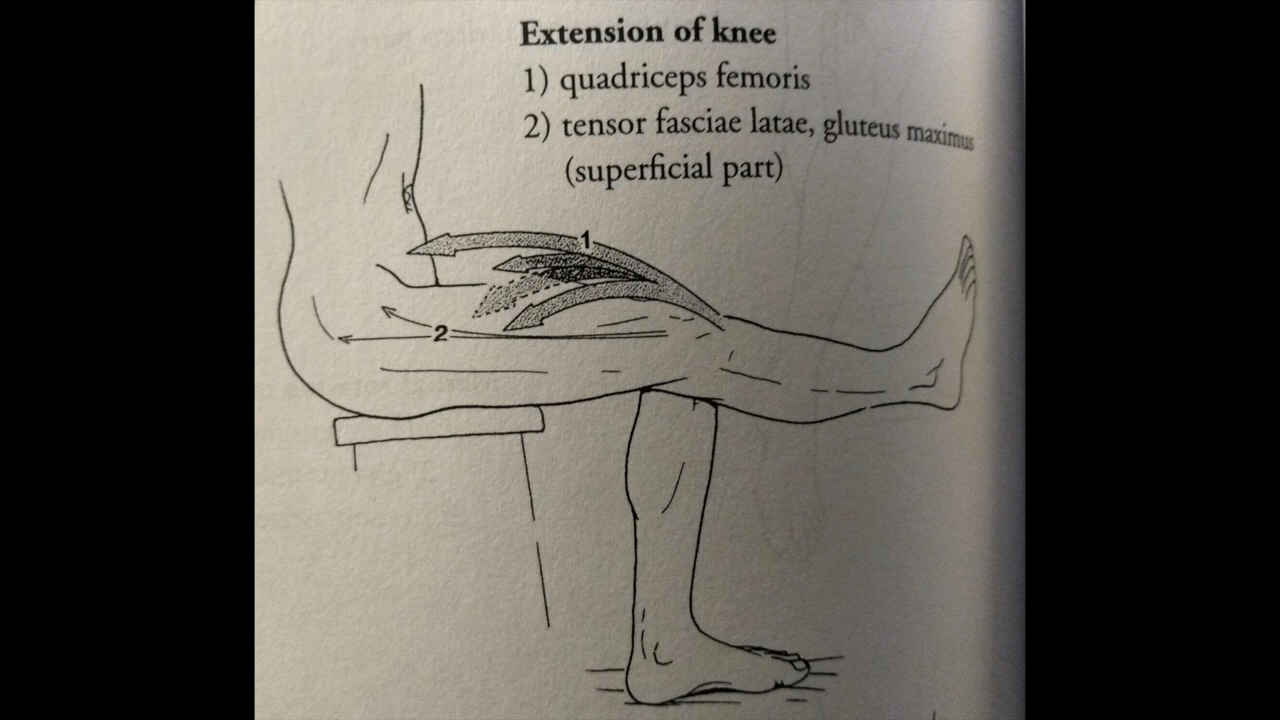 Extension of knee
1) quadriceps femoris
2) tensor fasciae latae, gluteus maximus
(superficial part)
1
2